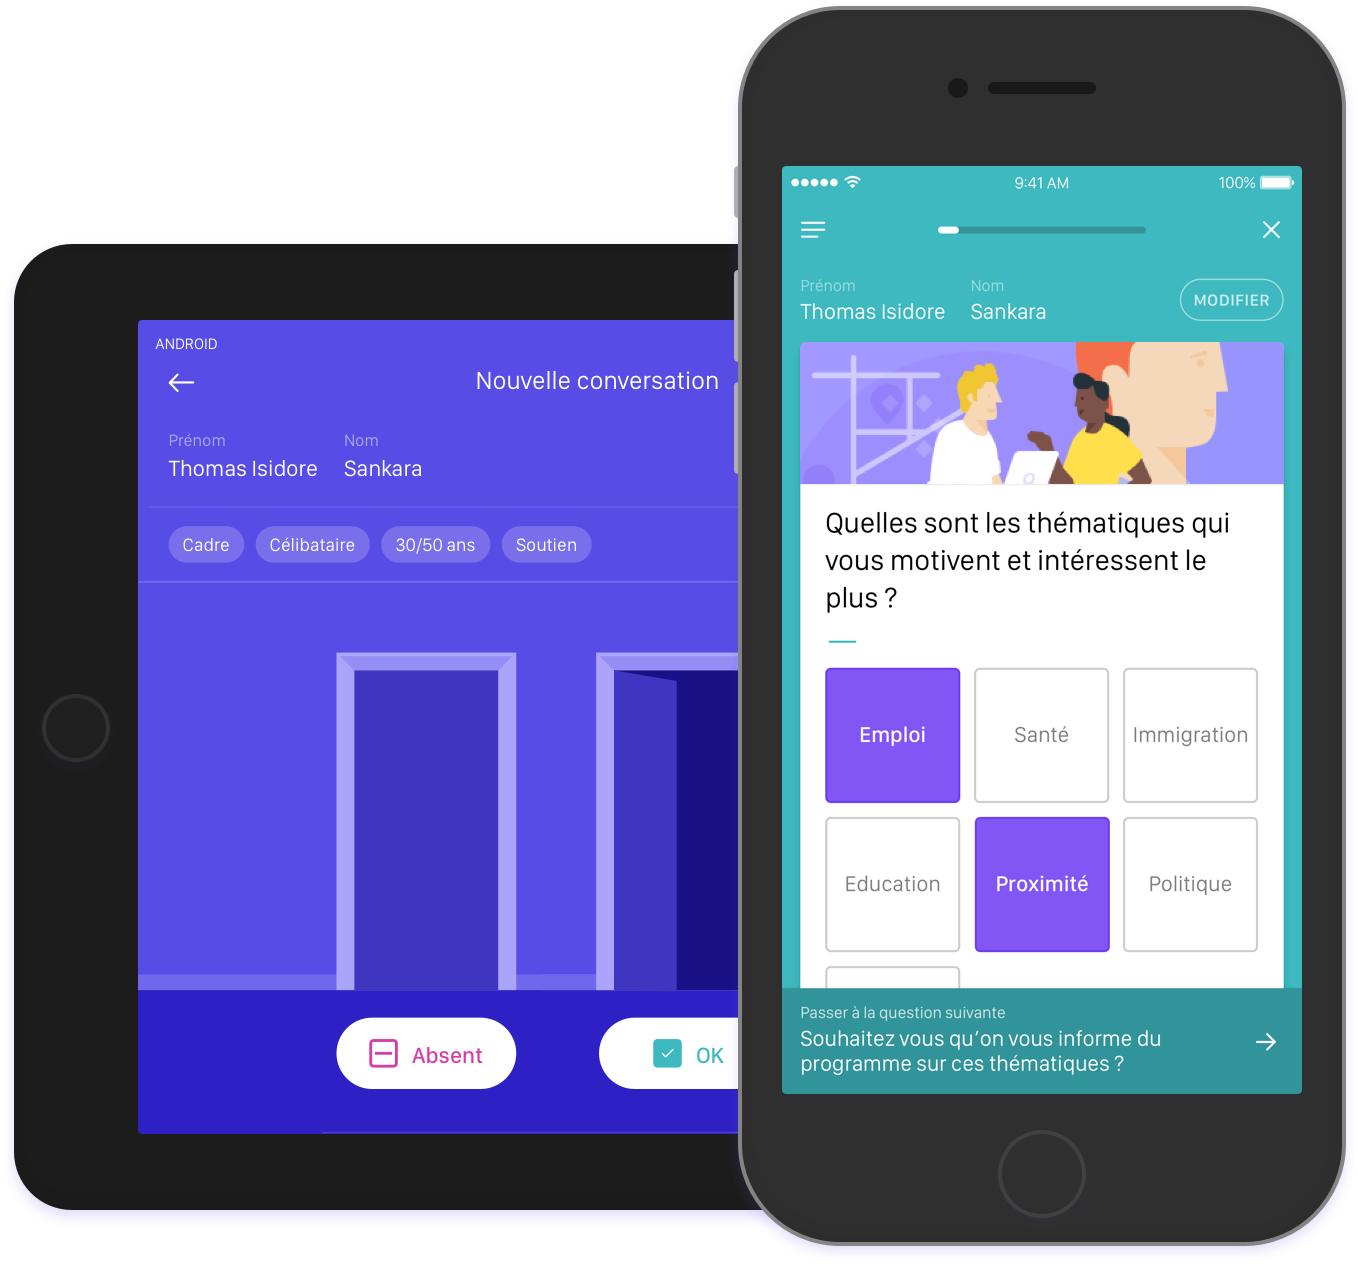 ANDROID
Nouvelle conversation
Prénom Nom
Thomas Isidore Sankara
Cadre Célibataire 30/50 ans Soutien
Absent OK
9:41 AM 100%
Prénom Nom
Thomas Isidore Sankara
MODIFIER
Quelles sont les thématiques qui
vous motivent et intéressent le
plus ?
Emploi Santé Immigration
Education Proximité Politique
Passer à la question suivante
Souhaitez vous qu’on vous informe du
programme sur ces thématiques ?